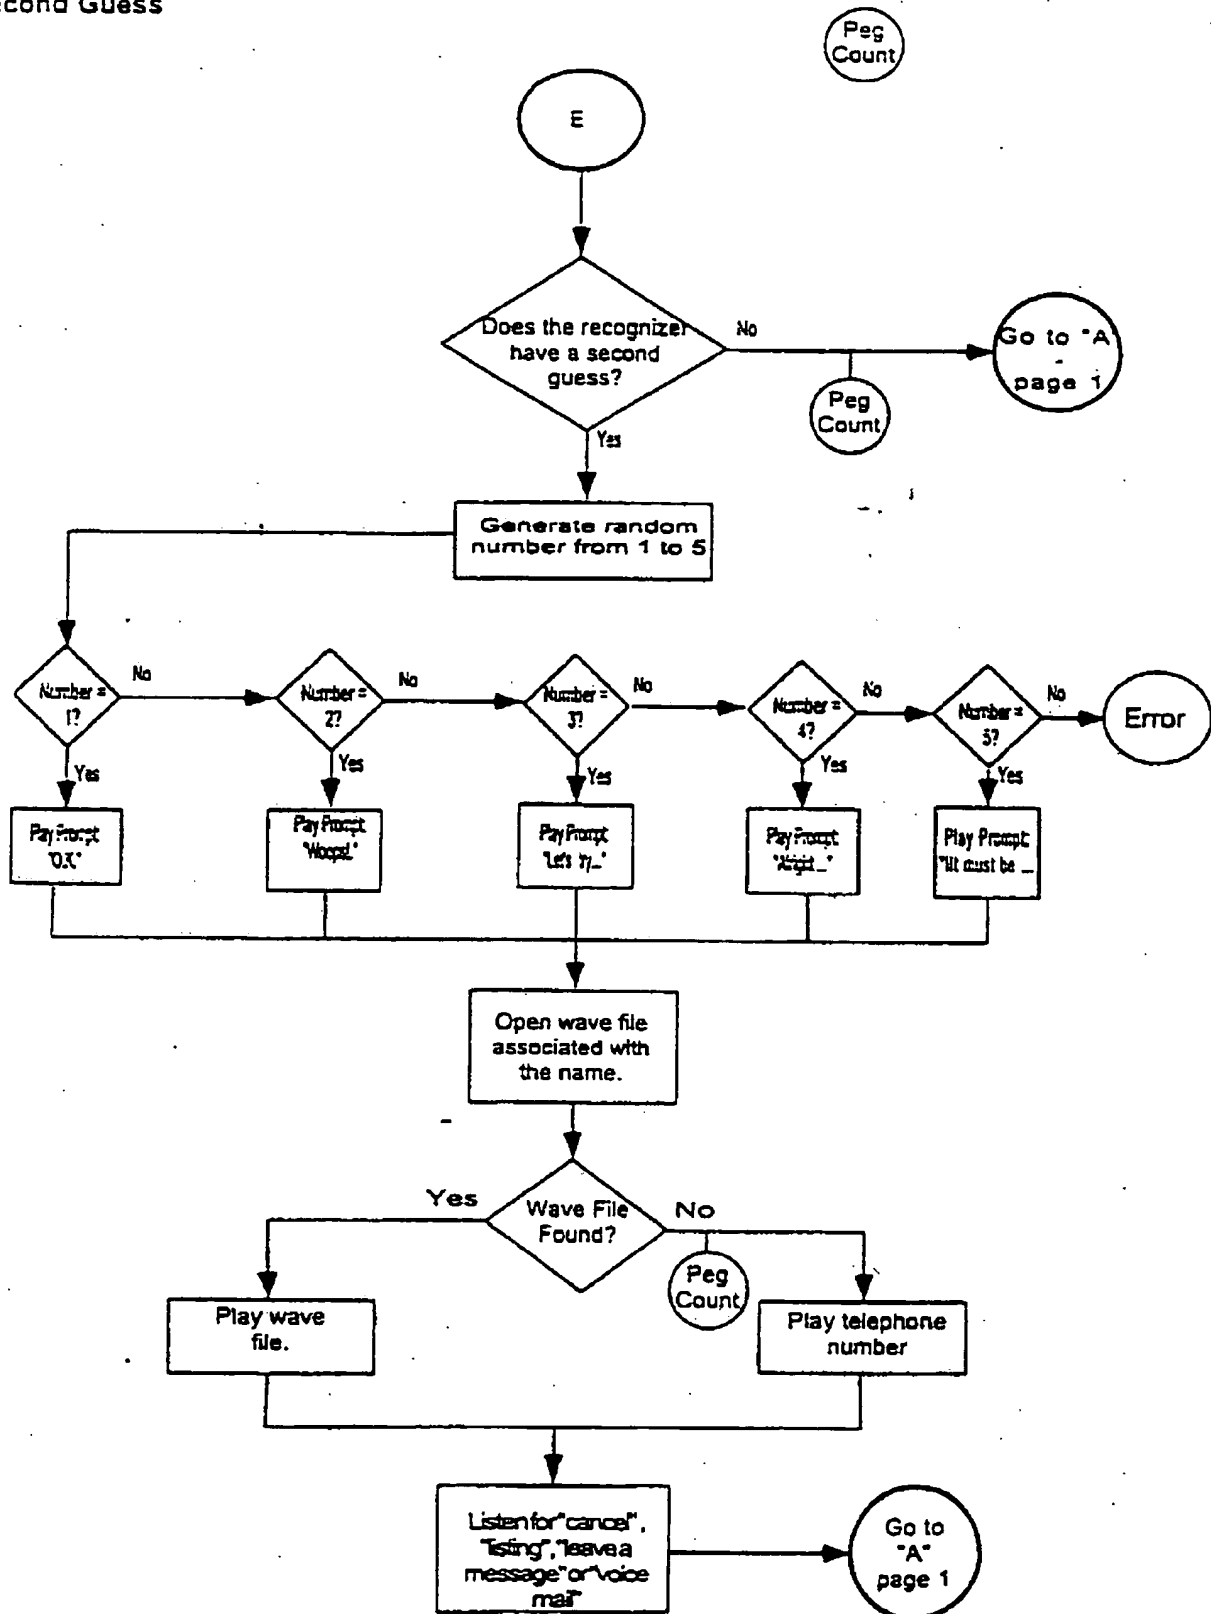 econd Guess
Peg
Count
E
Does the recognizer
have a second
guess?
No
Go to "A"
-
page 1
Peg
Count
Yes
Generate random
number from 1 to 5
Number =
1?
No
Number =
2?
No
Number =
3?
No
Number =
4?
No
Number =
5?
No
Error
Yes
Yes
Yes
Yes
Yes
Play Prompt
"O.K."
Play Prompt
"Woops!."
Play Prompt
"Let's try..."
Play Prompt
"Alright..."
Play Prompt
must be ...
Open wave file
associated with
the name.
Yes
Wave File
Found?
No
Peg
Count
Play wave
file.
Play telephone
number
Listen for "cancel",
"listing", "leave a
message" or "voice
mail"
Go to
"A"
page 1